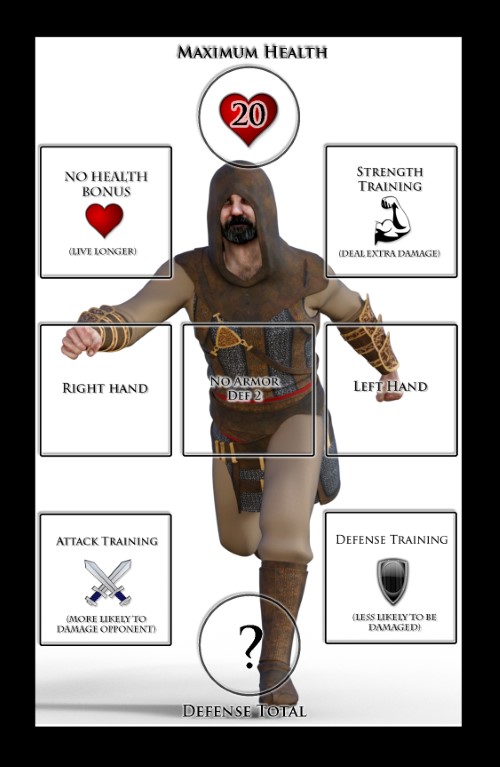 Maximum Health
20
No Health
Bonus
(Live Longer)
Strength
Training
(Deal Extra Damage)
Right Hand
No Armor
Def 2
Left Hand
Attack Training
(More Likely to
Damage Opponent)
Defense Training
(Less Likely to be
Damaged)
?
Defense Total